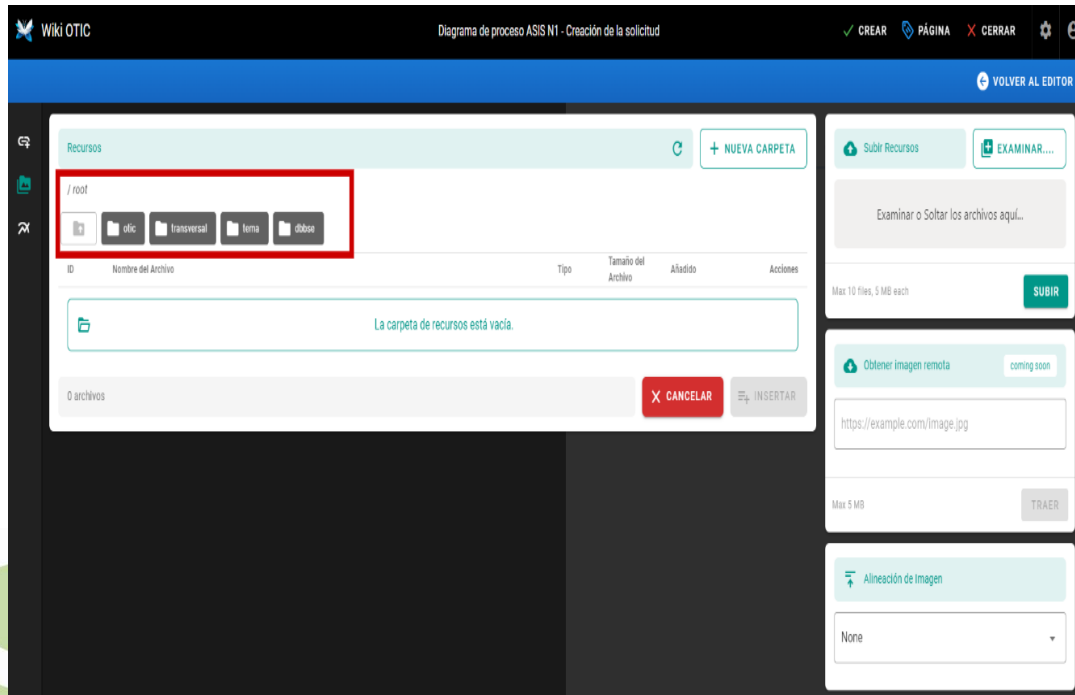 Wiki OTIC
Diagrama de proceso ASIS N1 - Creación de la solicitud
CREAR
PÁGINA
CERRAR
VOLVER AL EDITOR
Recursos
NUEVA CARPETA
/ root
otic
transversal
tema
dbbse
ID
Nombre del Archivo
Tipo
Tamaño del
Archivo
Añadido
Acciones
La carpeta de recursos está vacía.
0 archivos
CANCELAR
INSERTAR
Subir Recursos
EXAMINAR....
Examinar o Soltar los archivos aquí...
Max 10 files, 5 MB each
SUBIR
Obtener imagen remota
coming soon
https://example.com/image.jpg
Max 5 MB
TRAER
Alineación de Imagen
None